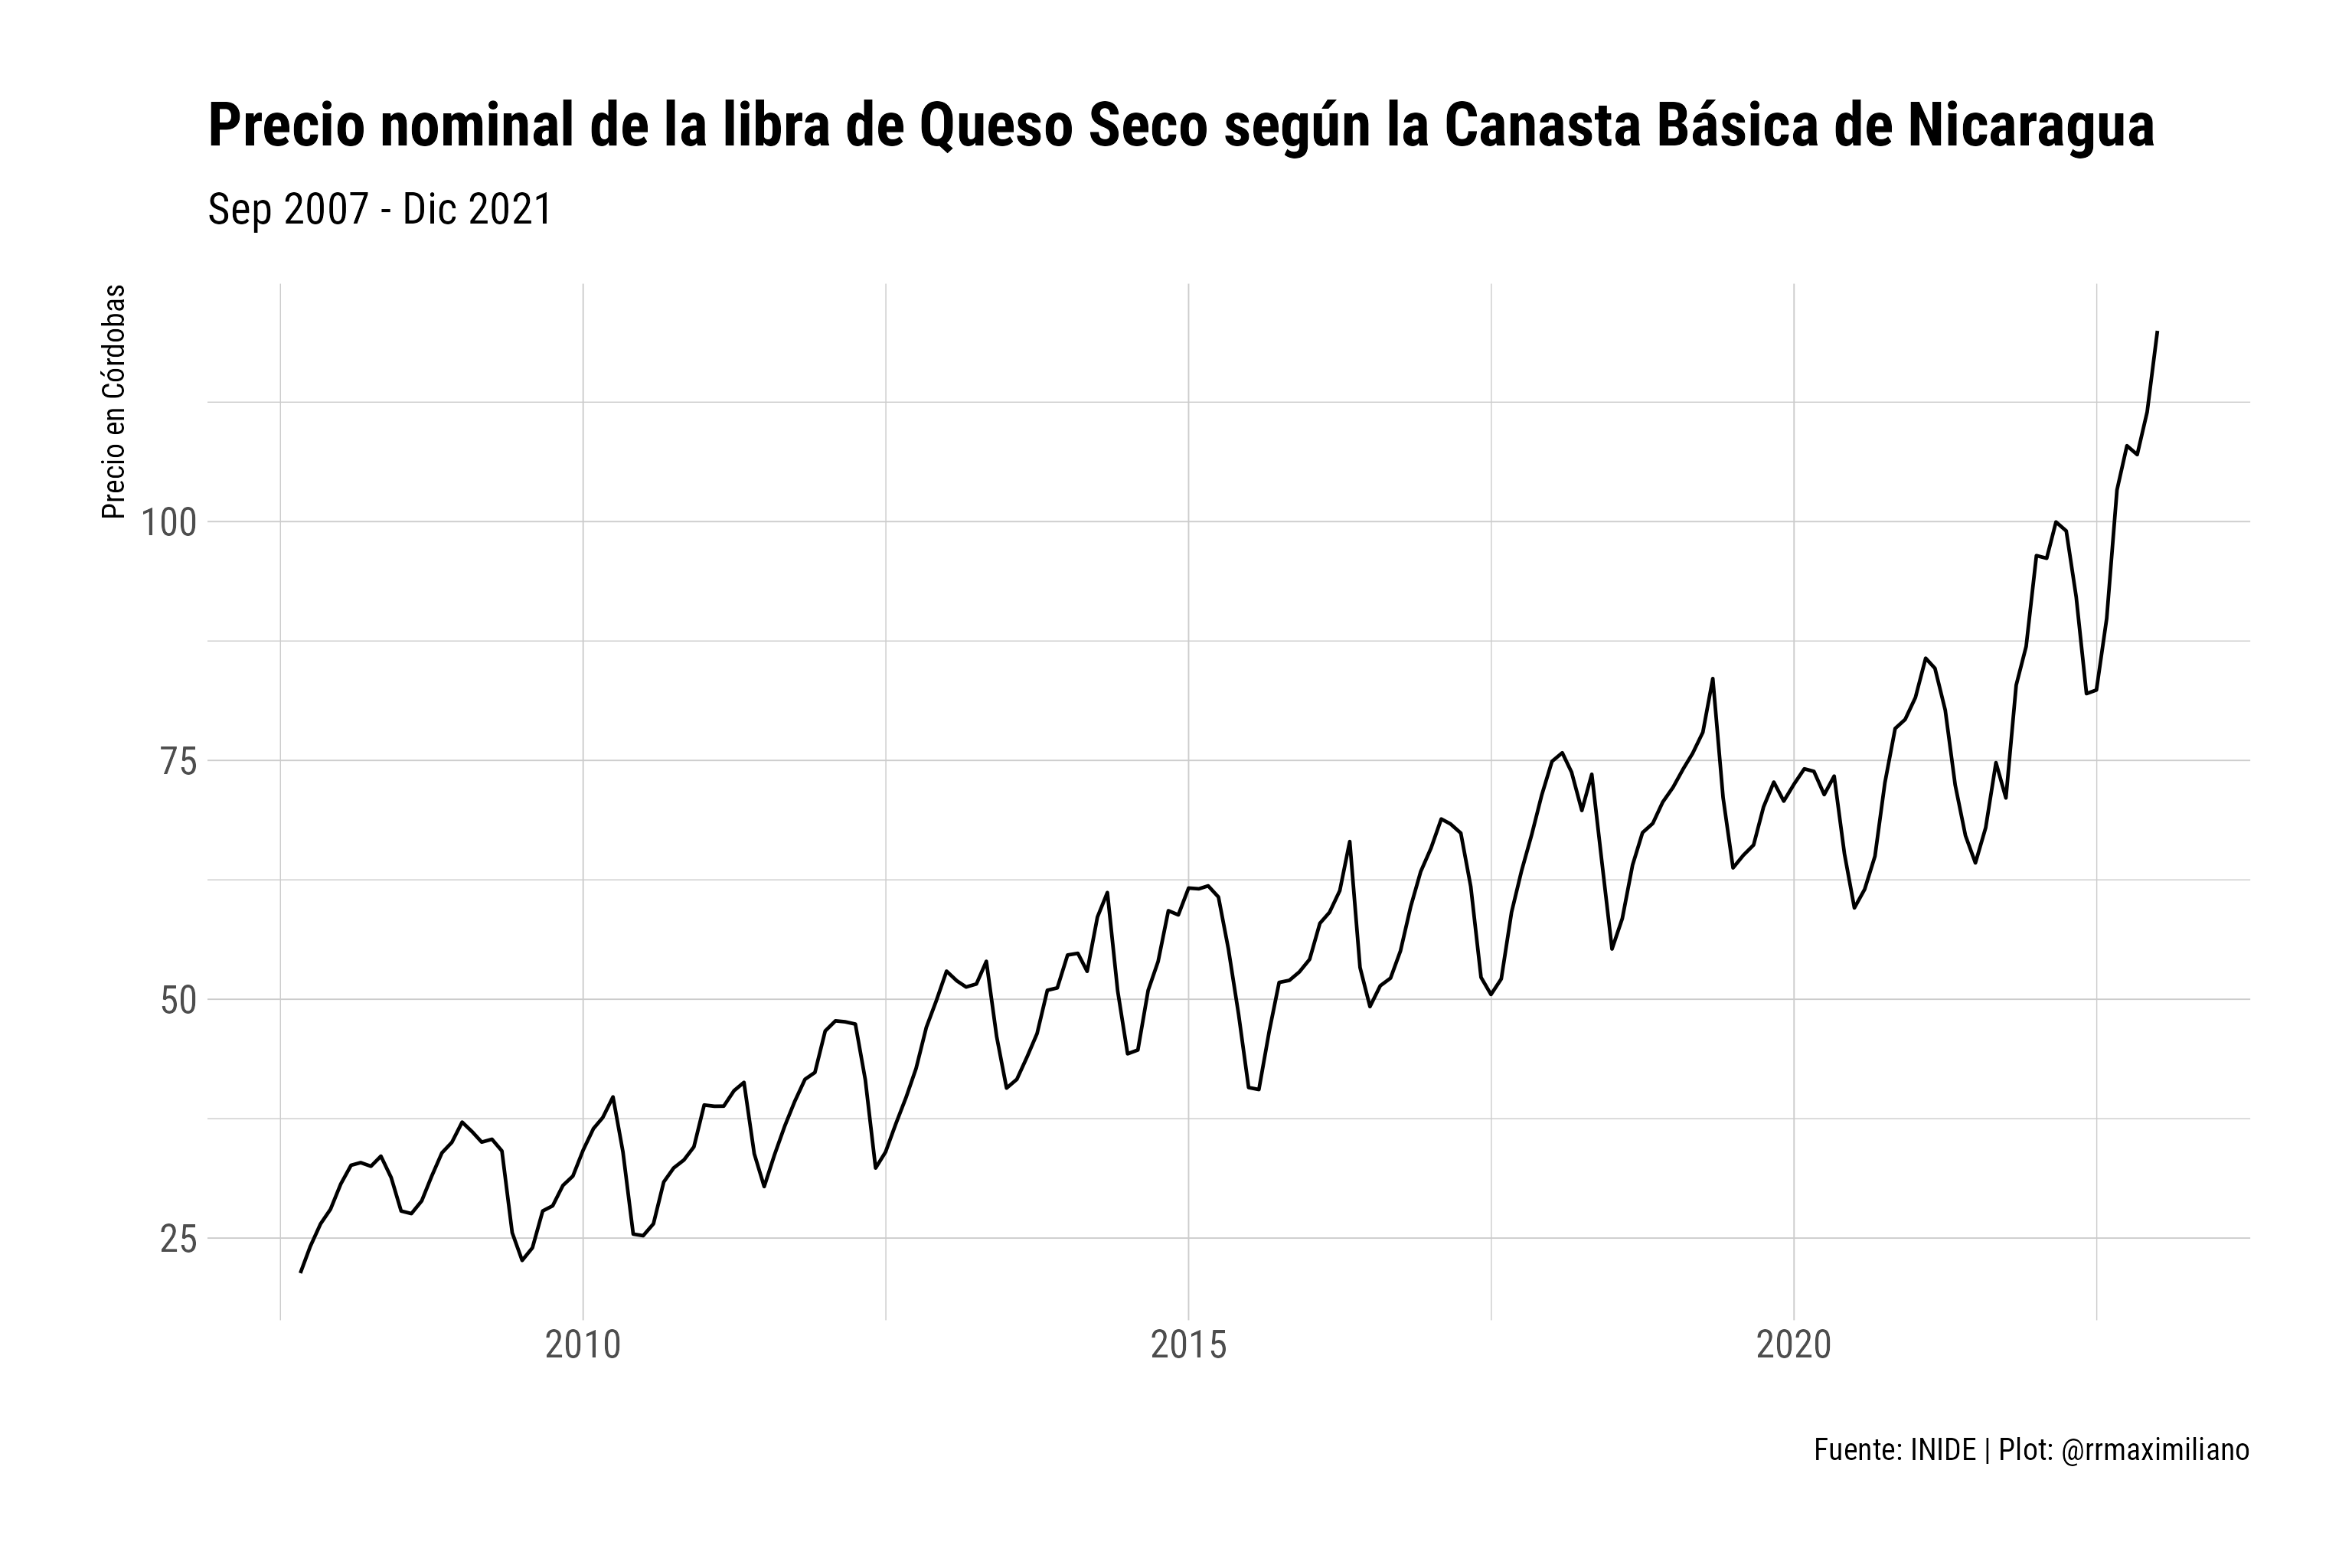 Precio nominal de la libra de Queso Seco según la Canasta Básica de Nicaragua
Sep 2007 - Dic 2021
Precio en Córdobas
100
75
50
25
2010
2015
2020
Fuente: INIDE | Plot: @rrmaximiliano